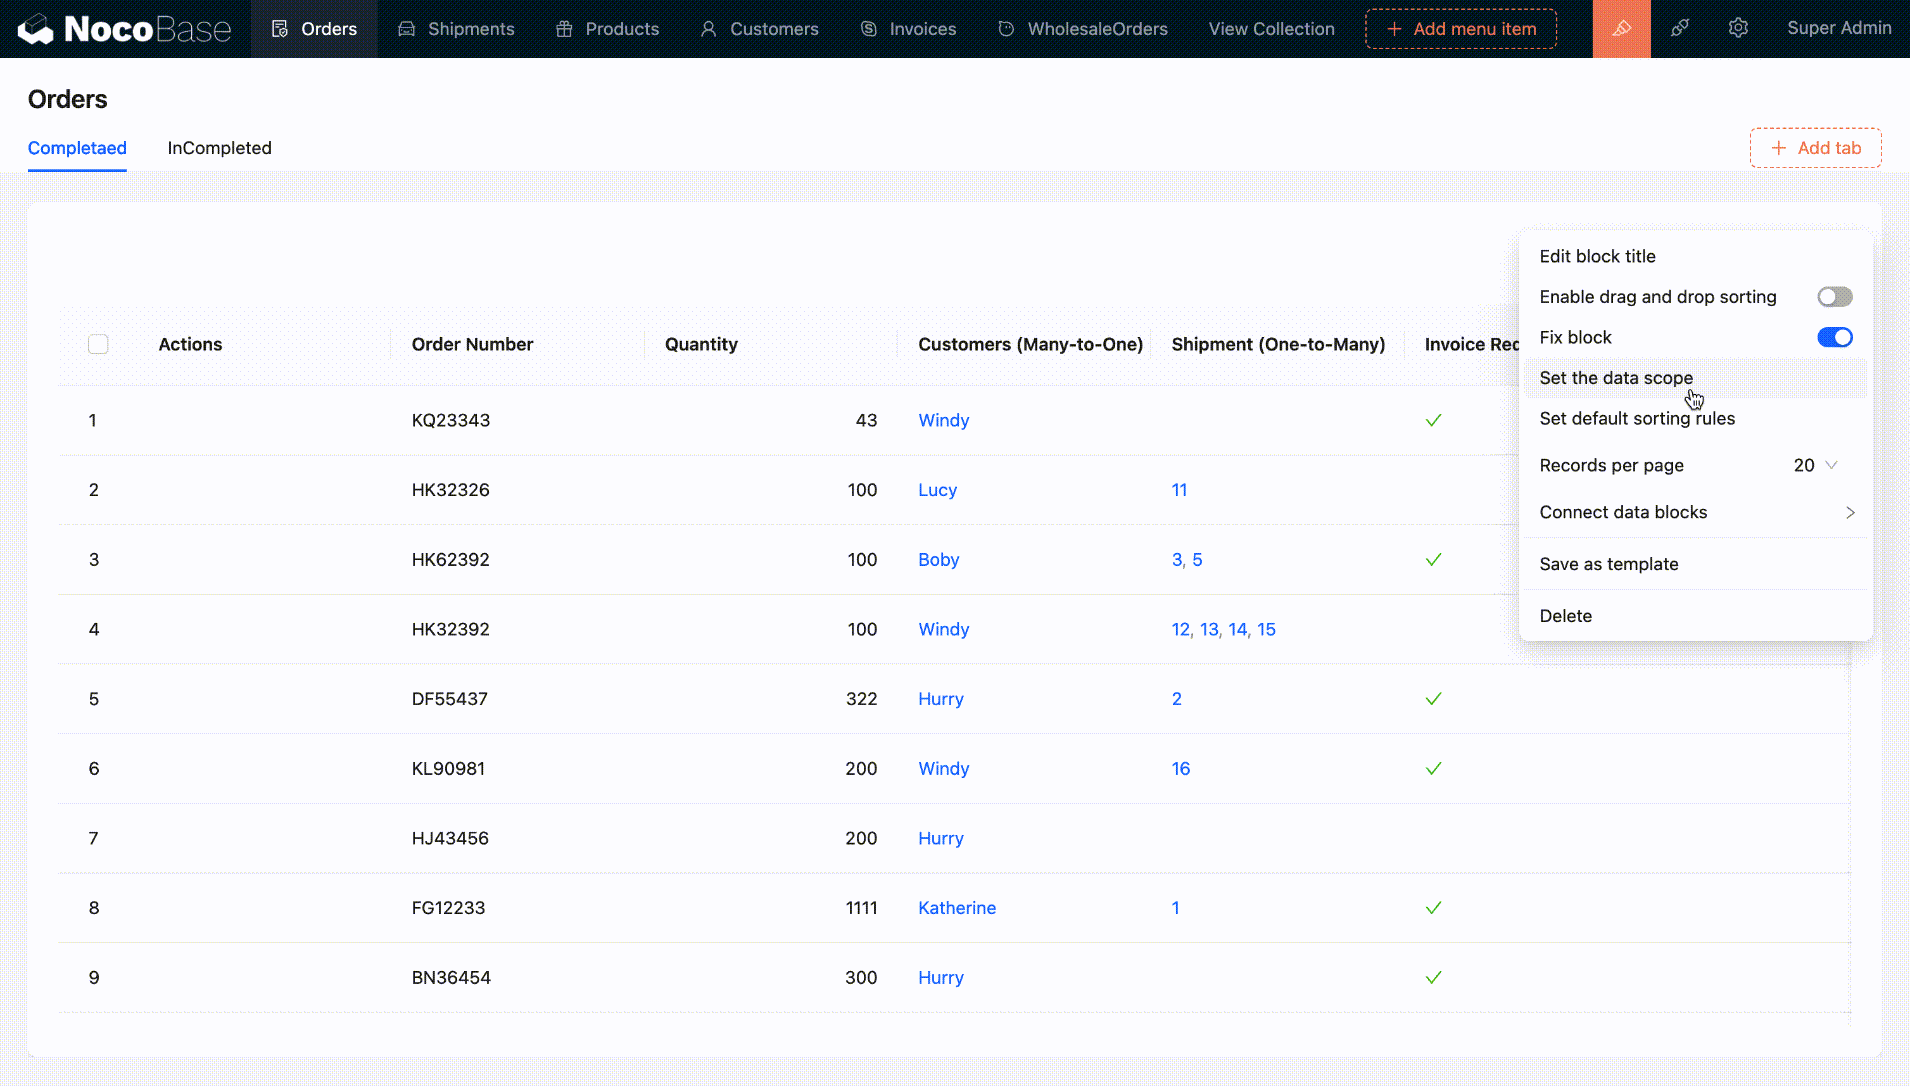 NocoBase Orders Shipments Products Customers Invoices WholesaleOrders View Collection + Add menu item Super Admin
Orders
Completaed InCompleted + Add tab
Edit block title
Enable drag and drop sorting
Fix block
Set the data scope
Set default sorting rules
Records per page 20
Connect data blocks
Save as template
Delete
Actions Order Number Quantity Customers (Many-to-One) Shipment (One-to-Many) Invoice
1 KQ23343 43 Windy
2 HK32326 100 Lucy 11
3 HK62392 100 Boby 3, 5
4 HK32392 100 Windy 12, 13, 14, 15
5 DF55437 322 Hurry 2
6 KL90981 200 Windy 16
7 HJ43456 200 Hurry
8 FG12233 1111 Katherine 1
9 BN36454 300 Hurry